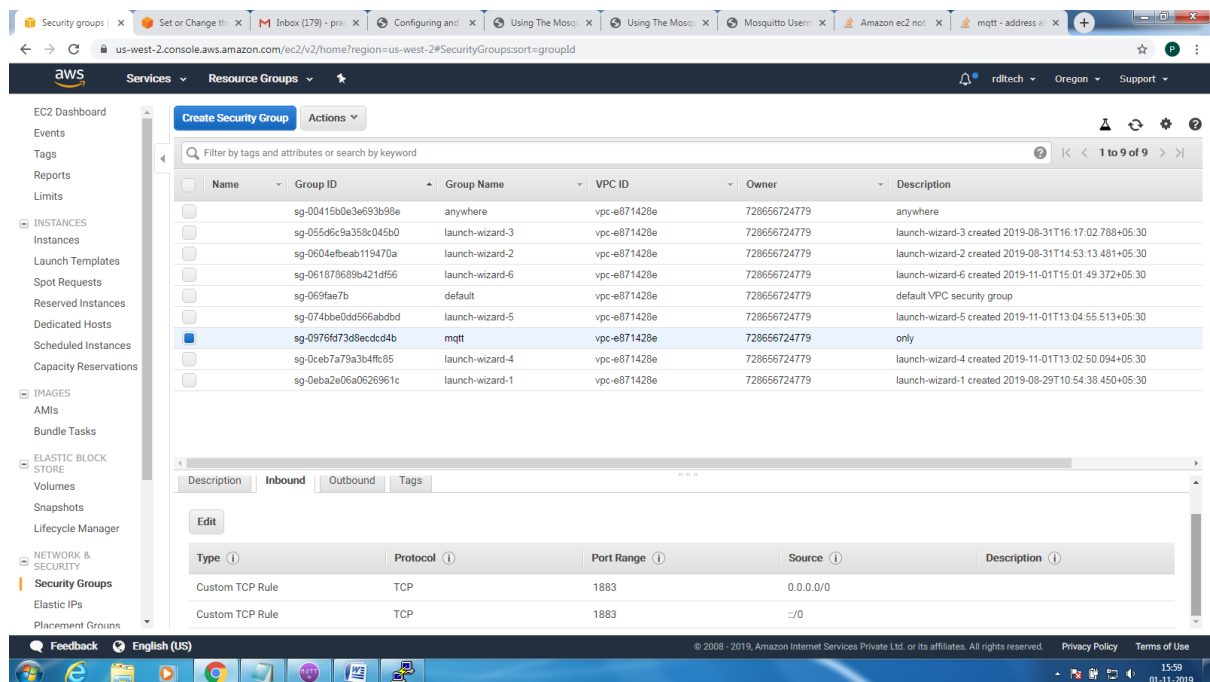 Security groups |
Set or Change th
Inbox (179) - pra
Configuring and
Using The Mosqu
Using The Mosqu
Mosquitto Usern
Amazon ec2 not
mqtt - address a
us-west-2.console.aws.amazon.com/ec2/v2/home?region=us-west-2#SecurityGroups:sort=groupId
P
aws Services Resource Groups rdltech Oregon Support
EC2 Dashboard
Events
Tags
Reports
Limits
INSTANCES
Instances
Launch Templates
Spot Requests
Reserved Instances
Dedicated Hosts
Scheduled Instances
Capacity Reservations
IMAGES
AMIs
Bundle Tasks
ELASTIC BLOCK
STORE
Volumes
Snapshots
Lifecycle Manager
NETWORK &
SECURITY
Security Groups
Elastic IPs
Placement Groups
Create Security Group Actions
Filter by tags and attributes or search by keyword 1 to 9 of 9
Name Group ID Group Name VPC ID Owner Description
sg-00415b0e3e693b98e anywhere vpc-e871428e 728656724779 anywhere
sg-055d6c9a358c045b0 launch-wizard-3 vpc-e871428e 728656724779 launch-wizard-3 created 2019-08-31T16:17:02.788+05:30
sg-0604efbeab119470a launch-wizard-2 vpc-e871428e 728656724779 launch-wizard-2 created 2019-08-31T14:53:13.481+05:30
sg-061878689b421df56 launch-wizard-6 vpc-e871428e 728656724779 launch-wizard-6 created 2019-11-01T15:01:49.372+05:30
sg-069fae7b default vpc-e871428e 728656724779 default VPC security group
sg-074bbe0dd566abdbd launch-wizard-5 vpc-e871428e 728656724779 launch-wizard-5 created 2019-11-01T13:04:55.513+05:30
sg-0976fd73d8ecdcd4b mqtt vpc-e871428e 728656724779 only
sg-0ceb7a79a3b4ffc85 launch-wizard-4 vpc-e871428e 728656724779 launch-wizard-4 created 2019-11-01T13:02:50.094+05:30
sg-0eba2e06a0626961c launch-wizard-1 vpc-e871428e 728656724779 launch-wizard-1 created 2019-08-29T10:54:38.450+05:30
Description Inbound Outbound Tags
Edit
Type Protocol Port Range Source Description
Custom TCP Rule TCP 1883 0.0.0.0/0
Custom TCP Rule TCP 1883 ::/0
Feedback English (US) © 2008 - 2019, Amazon Internet Services Private Ltd. or its affiliates. All rights reserved. Privacy Policy Terms of Use
15:59
01-11-2019